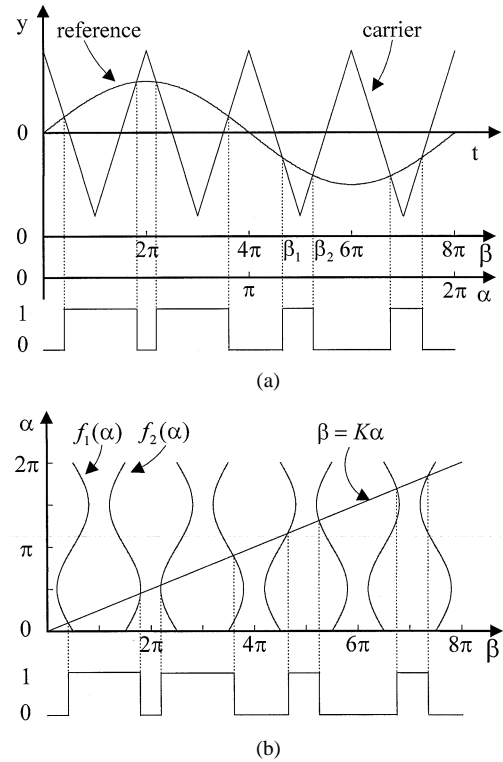 y
reference
carrier
0
t
0
2π 4π β₁ β₂ 6π 8π β
0
π 2π α
1
0
(a)
α
f₁(α) f₂(α) β = Kα
2π
π
0
2π 4π 6π 8π β
1
0
(b)